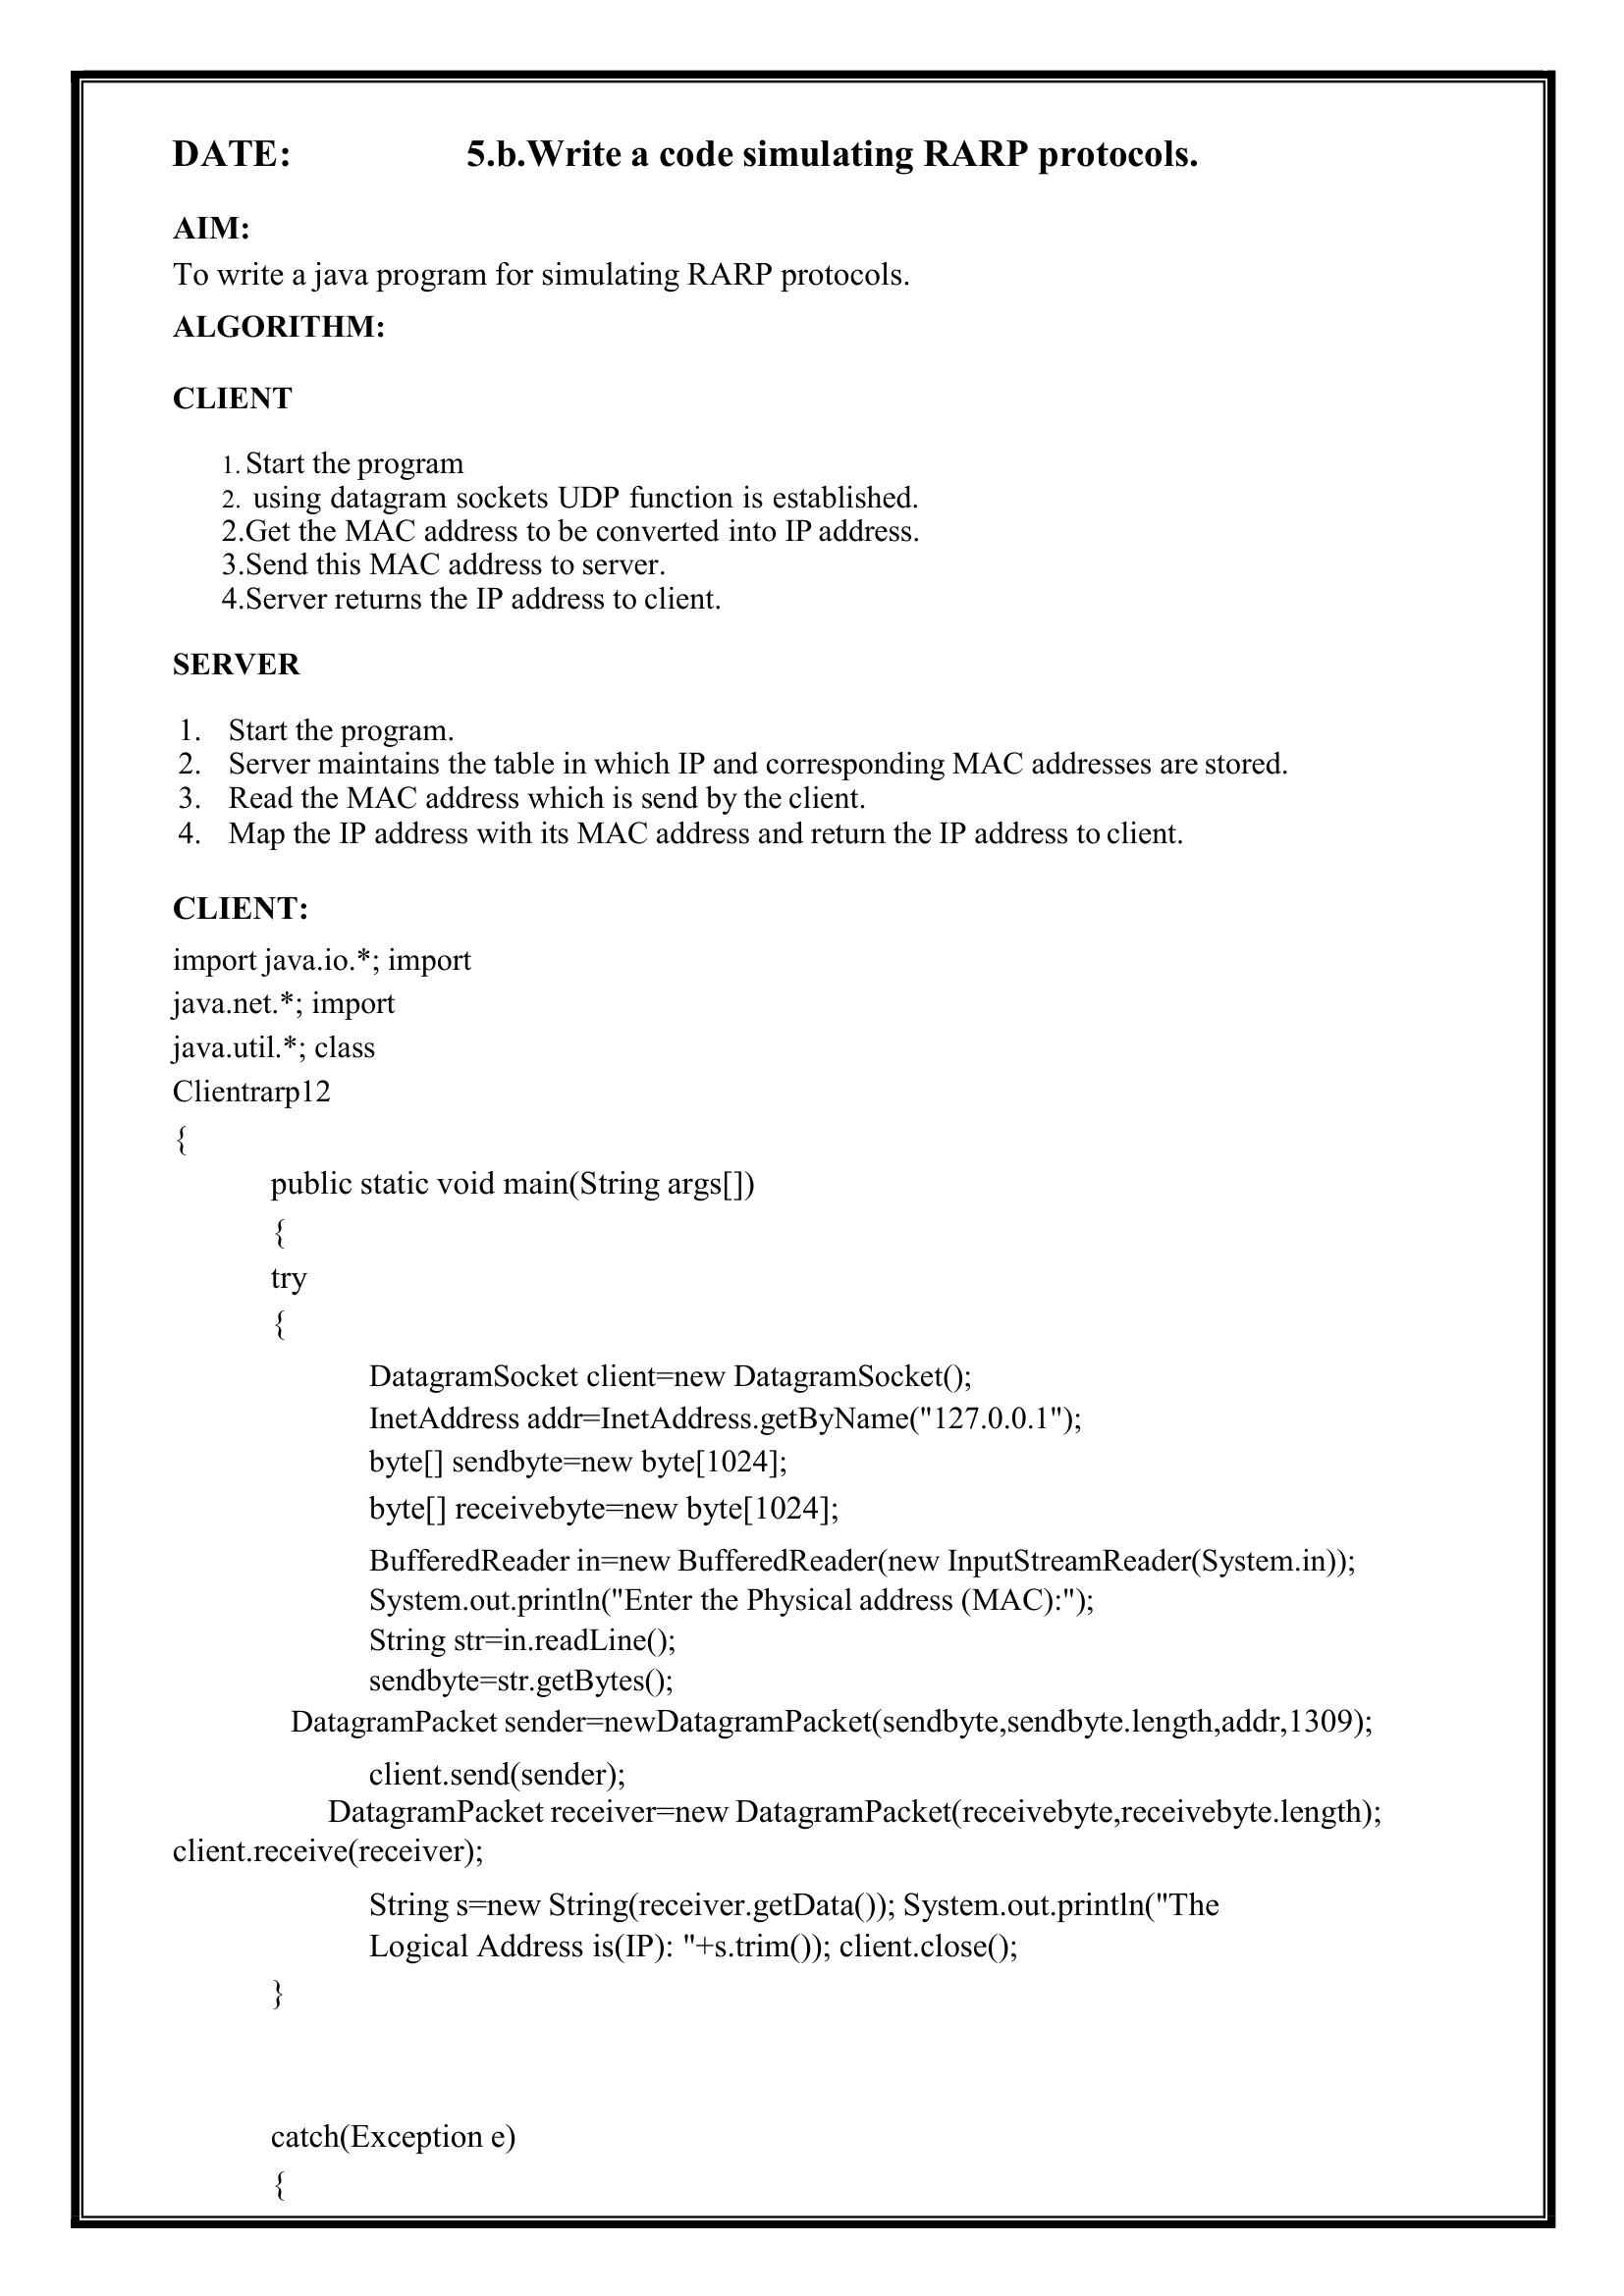 DATE: 5.b.Write a code simulating RARP protocols.
AIM:
To write a java program for simulating RARP protocols.
ALGORITHM:
CLIENT
1. Start the program
2. using datagram sockets UDP function is established.
2.Get the MAC address to be converted into IP address.
3.Send this MAC address to server.
4.Server returns the IP address to client.
SERVER
1. Start the program.
2. Server maintains the table in which IP and corresponding MAC addresses are stored.
3. Read the MAC address which is send by the client.
4. Map the IP address with its MAC address and return the IP address to client.
CLIENT:
import java.io.*; import
java.net.*; import
java.util.*; class
Clientrarp12
{
public static void main(String args[])
{
try
{
DatagramSocket client=new DatagramSocket();
InetAddress addr=InetAddress.getByName("127.0.0.1");
byte[] sendbyte=new byte[1024];
byte[] receivebyte=new byte[1024];
BufferedReader in=new BufferedReader(new InputStreamReader(System.in));
System.out.println("Enter the Physical address (MAC):");
String str=in.readLine();
sendbyte=str.getBytes();
DatagramPacket sender=newDatagramPacket(sendbyte,sendbyte.length,addr,1309);
client.send(sender);
DatagramPacket receiver=new DatagramPacket(receivebyte,receivebyte.length);
client.receive(receiver);
String s=new String(receiver.getData()); System.out.println("The
Logical Address is(IP): "+s.trim()); client.close();
}
catch(Exception e)
{